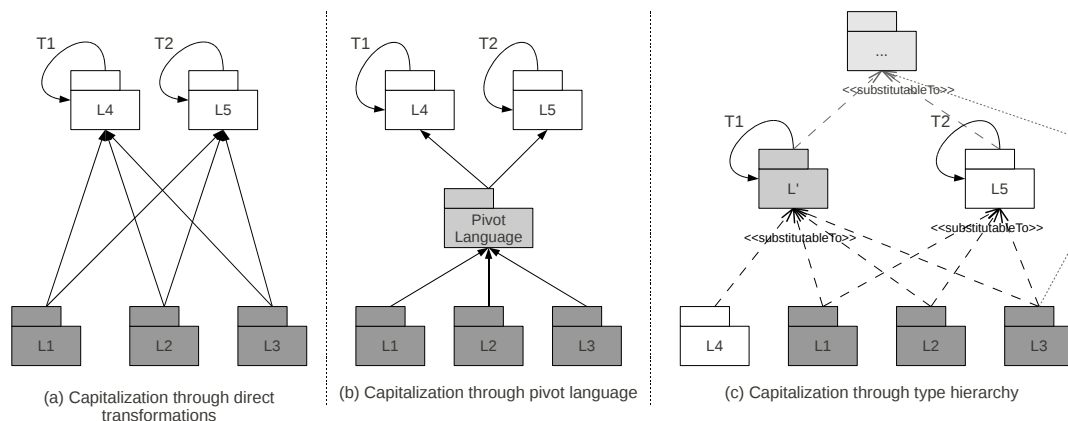 T1
T2
L4
L5
L1
L2
L3
(a) Capitalization through direct
transformations
T1
T2
L4
L5
Pivot
Language
L1
L2
L3
(b) Capitalization through pivot language
...
<<substitutableTo>>
T1
T2
L'
L5
<<substitutableTo>>
<<substitutableTo>>
L4
L1
L2
L3
(c) Capitalization through type hierarchy